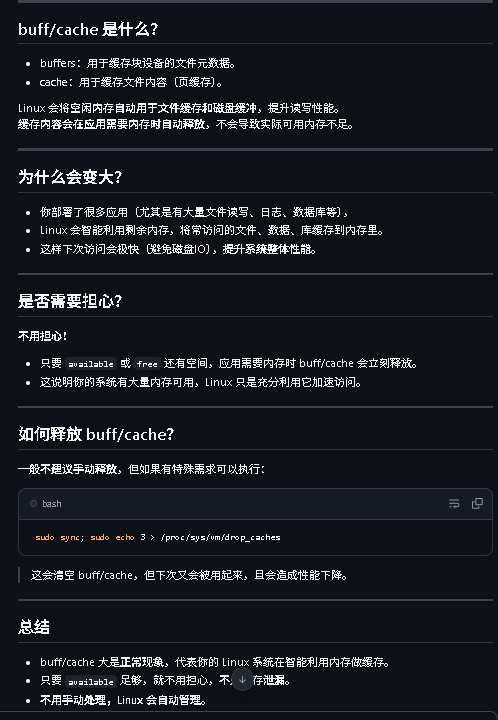 buff/cache 是什么？
buffers：用于缓存块设备的文件元数据。
cache：用于缓存文件内容（页缓存）。
Linux 会将空闲内存自动用于文件缓存和磁盘缓冲，提升读写性能。
缓存内容会在应用需要内存时自动释放，不会导致实际可用内存不足。
为什么会变大？
你部署了很多应用（尤其是有大量文件读写、日志、数据库等），
Linux 会智能利用剩余内存，将常访问的文件、数据、库缓存到内存里。
这样下次访问会极快（避免磁盘IO），提升系统整体性能。
是否需要担心？
不用担心！
只要 available 或 free 还有空间，应用需要内存时 buff/cache 会立刻释放。
这说明你的系统有大量内存可用，Linux 只是充分利用它加速访问。
如何释放 buff/cache？
一般不建议手动释放，但如果有特殊需求可以执行：
bash
sudo sync; sudo echo 3 > /proc/sys/vm/drop_caches
这会清空 buff/cache，但下次又会被用起来，且会造成性能下降。
总结
buff/cache 大是正常现象，代表你的 Linux 系统在智能利用内存做缓存。
只要 available 足够，就不用担心，不 存泄漏。
不用手动处理，Linux 会自动管理。